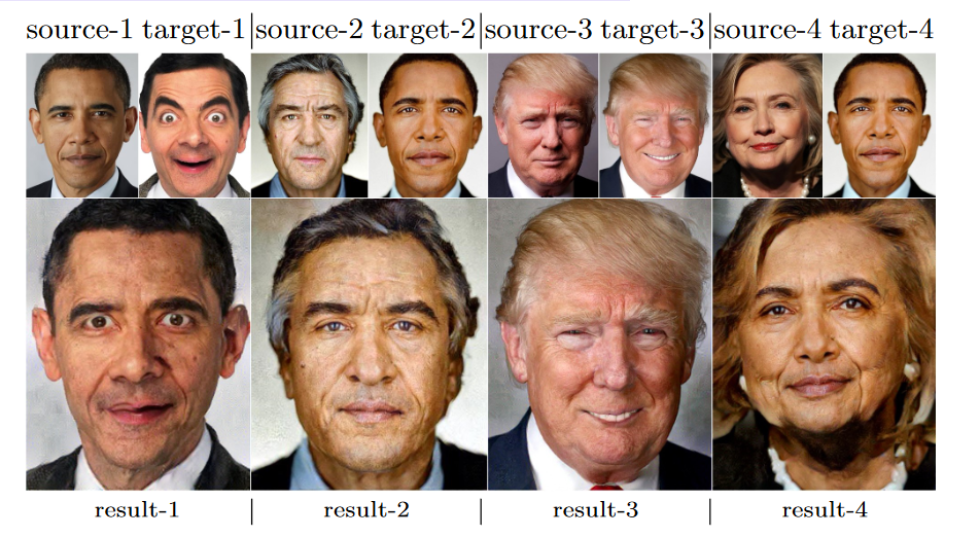 source-1 target-1|source-2 target-2|source-3 target-3|source-4 target-4
result-1 | result-2 | result-3 | result-4